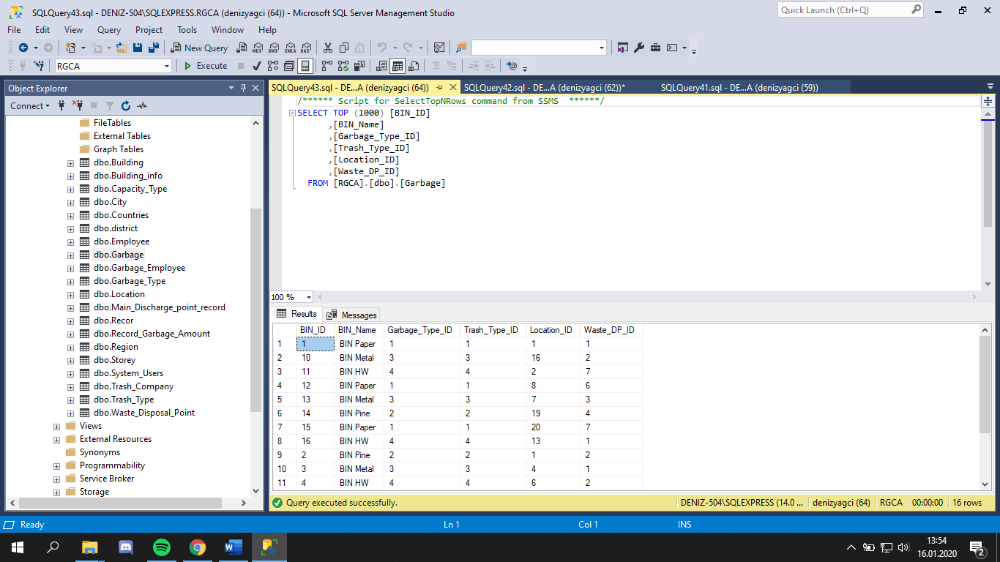 SQLQuery43.sql - DENIZ-504\SQLEXPRESS.RGCA (denizyagci (64)) - Microsoft SQL Server Management Studio
Quick Launch (Ctrl+Q)
File Edit View Query Project Tools Window Help
New Query MDX DMX XMLA DAX
RGCA Execute
Object Explorer
Connect
FileTables
External Tables
Graph Tables
dbo.Building
dbo.Building_info
dbo.Capacity_Type
dbo.City
dbo.Countries
dbo.district
dbo.Employee
dbo.Garbage
dbo.Garbage_Employee
dbo.Garbage_Type
dbo.Location
dbo.Main_Discharge_point_record
dbo.Recor
dbo.Record_Garbage_Amount
dbo.Region
dbo.Storey
dbo.System_Users
dbo.Trash_Company
dbo.Trash_Type
dbo.Waste_Disposal_Point
Views
External Resources
Synonyms
Programmability
Service Broker
Storage
SQLQuery43.sql - DE...A (denizyagci (64)) SQLQuery42.sql - DE...A (denizyagci (62))* SQLQuery41.sql - DE...A (denizyagci (59))
/****** Script for SelectTopNRows command from SSMS  ******/
SELECT TOP (1000) [BIN_ID]
,[BIN_Name]
,[Garbage_Type_ID]
,[Trash_Type_ID]
,[Location_ID]
,[Waste_DP_ID]
FROM [RGCA].[dbo].[Garbage]
100 %
Results Messages
BIN_ID BIN_Name Garbage_Type_ID Trash_Type_ID Location_ID Waste_DP_ID
1 1 BIN Paper 1 1 1 1
2 10 BIN Metal 3 3 16 2
3 11 BIN HW 4 4 2 7
4 12 BIN Paper 1 1 8 6
5 13 BIN Metal 3 3 7 3
6 14 BIN Pine 2 2 19 4
7 15 BIN Paper 1 1 20 7
8 16 BIN HW 4 4 13 1
9 2 BIN Pine 2 2 1 2
10 3 BIN Metal 3 3 4 1
11 4 BIN HW 4 4 6 2
Query executed successfully. DENIZ-504\SQLEXPRESS (14.0 ... denizyagci (64) RGCA 00:00:00 16 rows
Ready Ln 1 Col 1 INS
13:54
16.01.2020
2